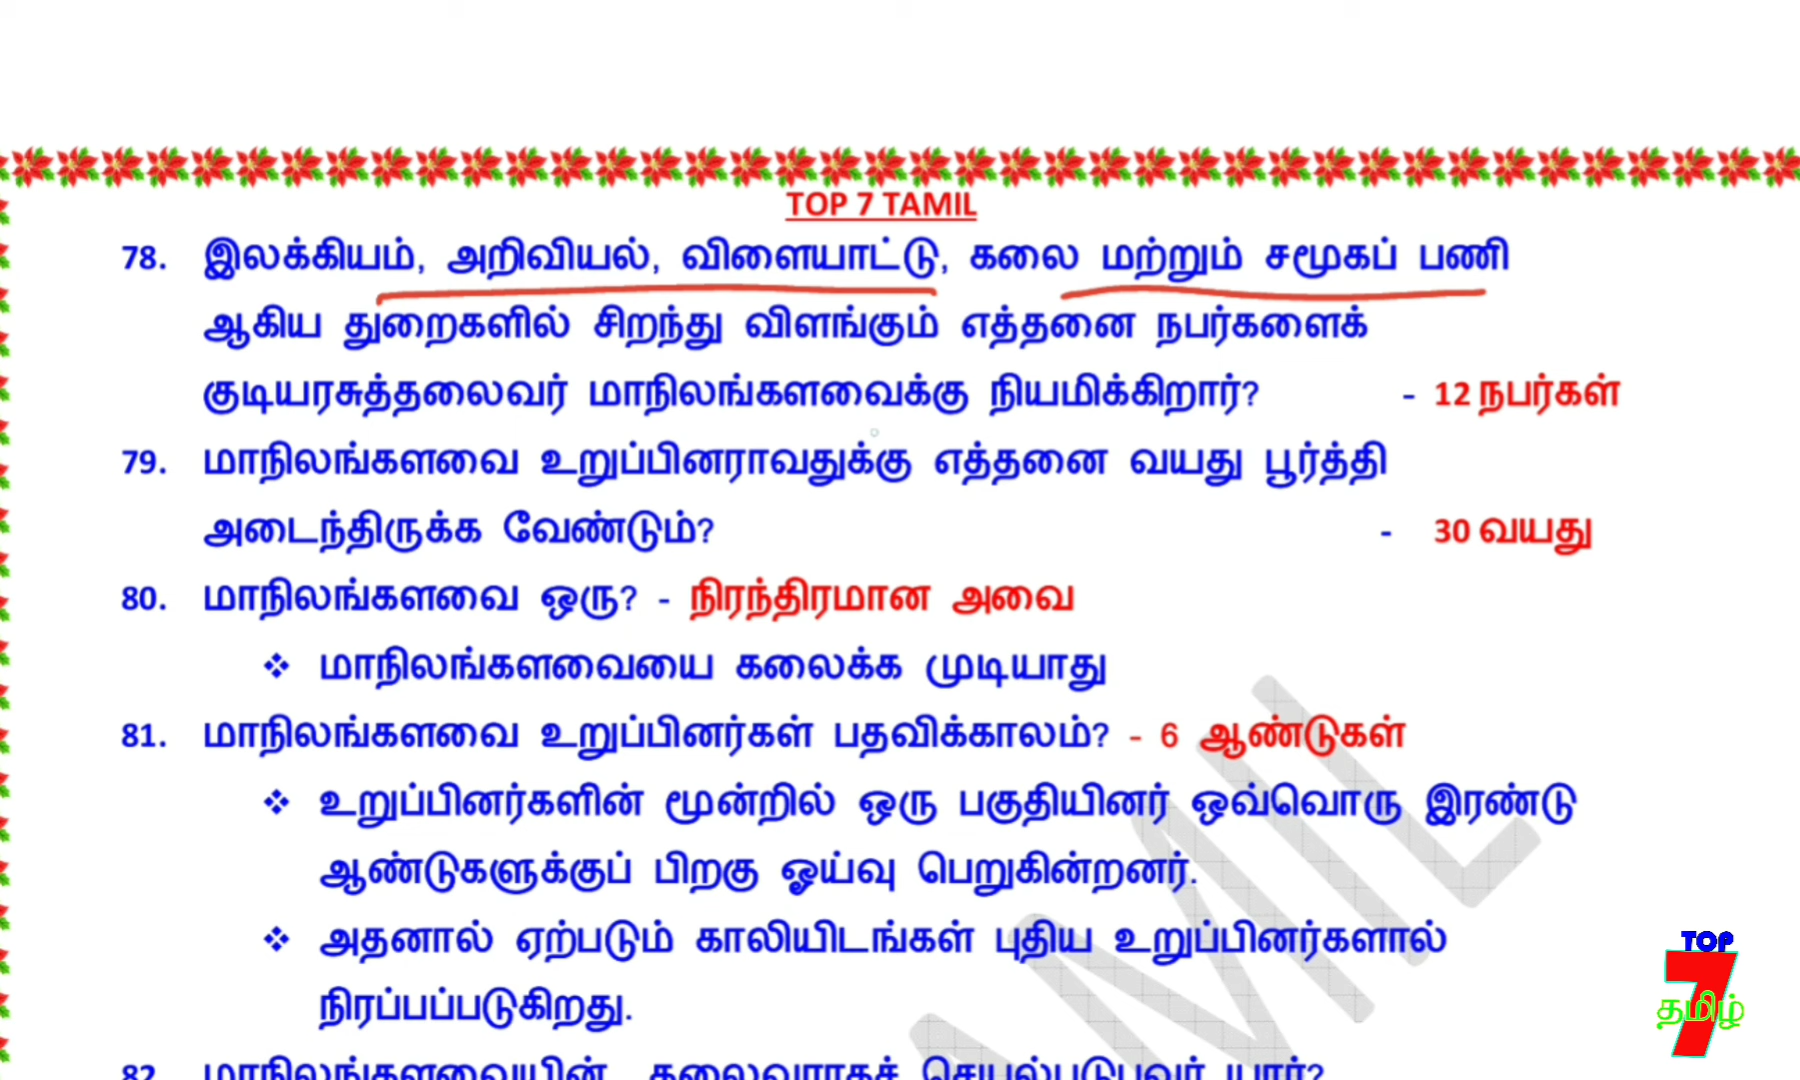 TOP 7 TAMIL
78. இலக்கியம், அறிவியல், விளையாட்டு, கலை மற்றும் சமூகப் பணி
ஆகிய துறைகளில் சிறந்து விளங்கும் எத்தனை நபர்களைக்
குடியரசுத்தலைவர் மாநிலங்களவைக்கு நியமிக்கிறார்? - 12 நபர்கள்
79. மாநிலங்களவை உறுப்பினராவதுக்கு எத்தனை வயது பூர்த்தி
அடைந்திருக்க வேண்டும்? - 30 வயது
80. மாநிலங்களவை ஒரு? - நிரந்திரமான அவை
❖ மாநிலங்களவையை கலைக்க முடியாது
81. மாநிலங்களவை உறுப்பினர்கள் பதவிக்காலம்? - 6 ஆண்டுகள்
❖ உறுப்பினர்களின் மூன்றில் ஒரு பகுதியினர் ஒவ்வொரு இரண்டு
ஆண்டுகளுக்குப் பிறகு ஓய்வு பெறுகின்றனர்.
❖ அதனால் ஏற்படும் காலியிடங்கள் புதிய உறுப்பினர்களால்
நிரப்பப்படுகிறது.
82. மாநிலங்களவையின் தலைவராகச் செயல்படுபவர் யார்?
TOP
7
தமிழ்